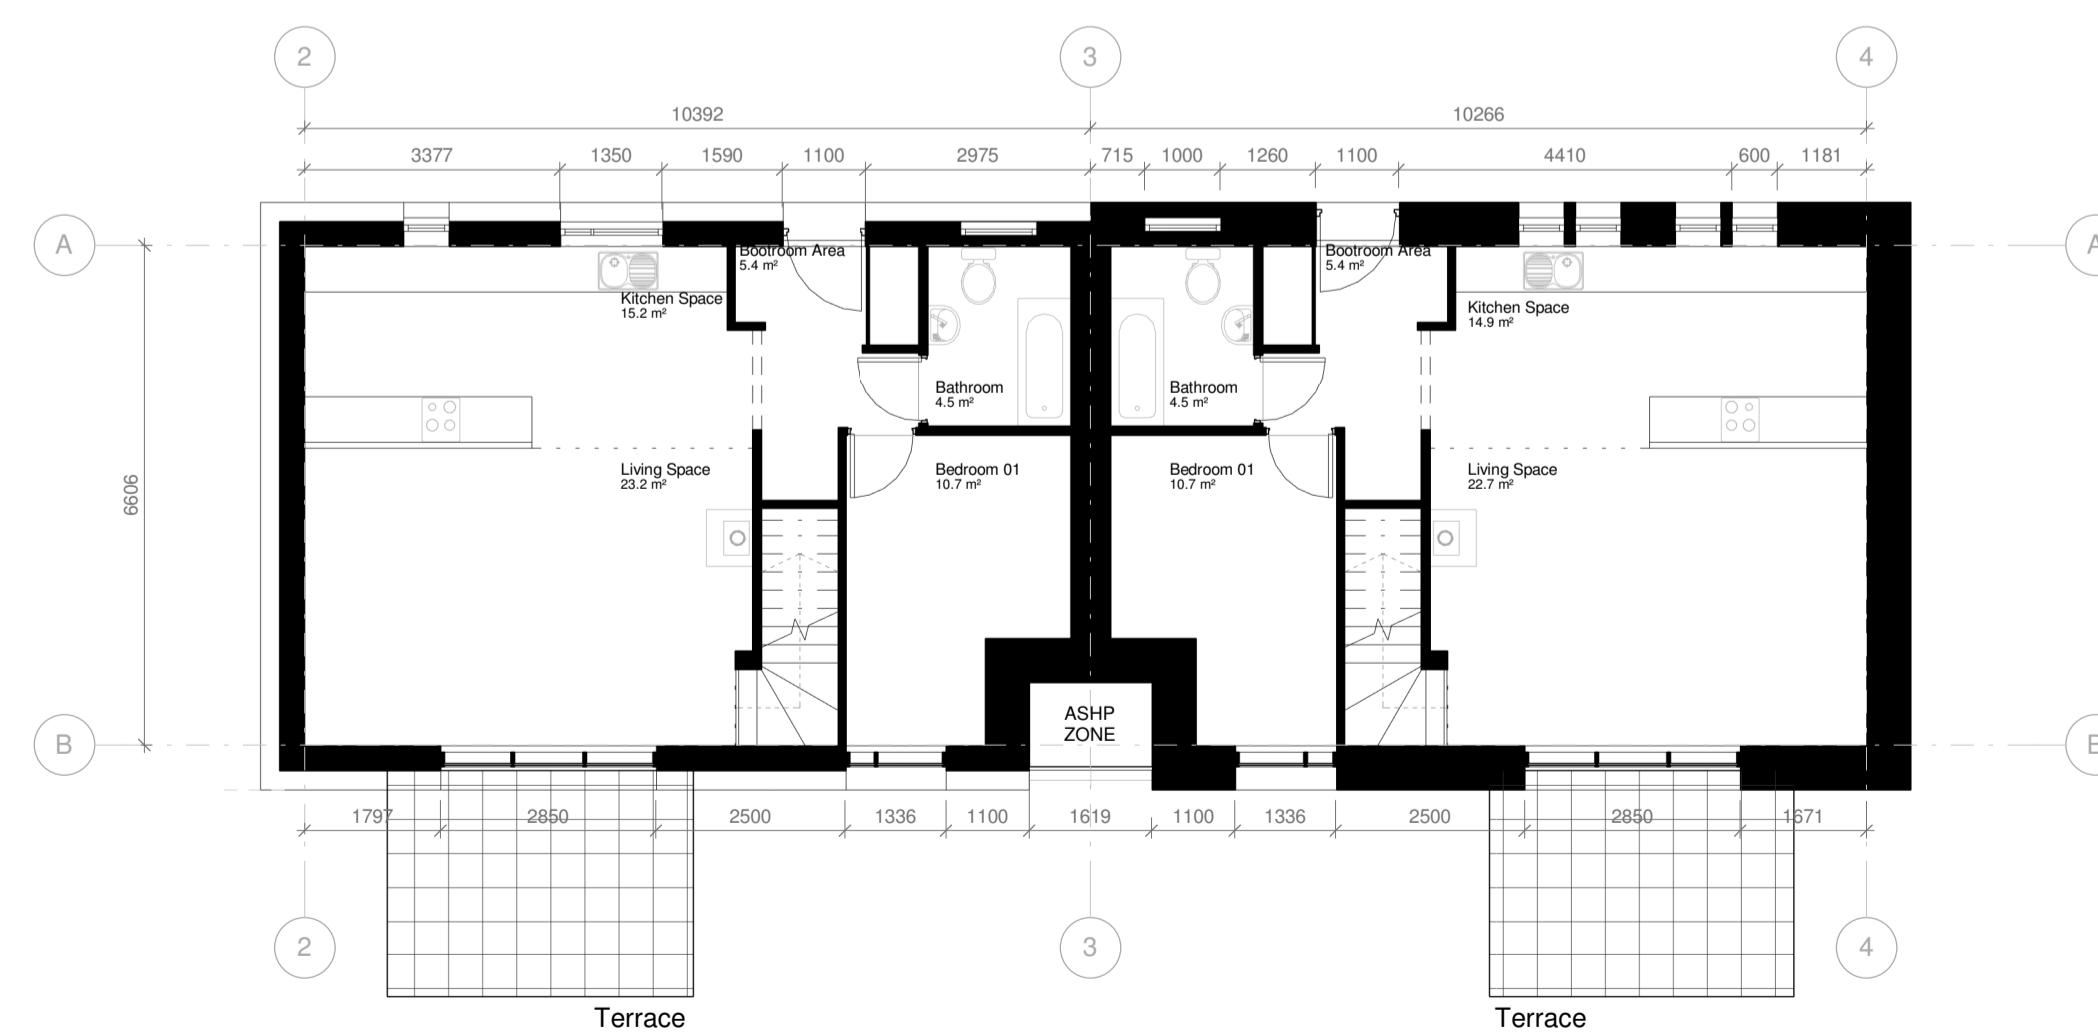 2
3
4
10392
10266
3377
1350
1590
1100
2975
715
1000
1260
1100
4410
600
1181
A
A
Bootroom Area
5.4 m²
Bootroom Area
5.4 m²
Kitchen Space
15.2 m²
Kitchen Space
14.9 m²
Bathroom
4.5 m²
Bathroom
4.5 m²
Living Space
23.2 m²
Bedroom 01
10.7 m²
Bedroom 01
10.7 m²
Living Space
22.7 m²
6606
ASHP
ZONE
B
B
1797
2850
2500
1336
1100
1619
1100
1336
2500
2850
1671
2
3
4
Terrace
Terrace